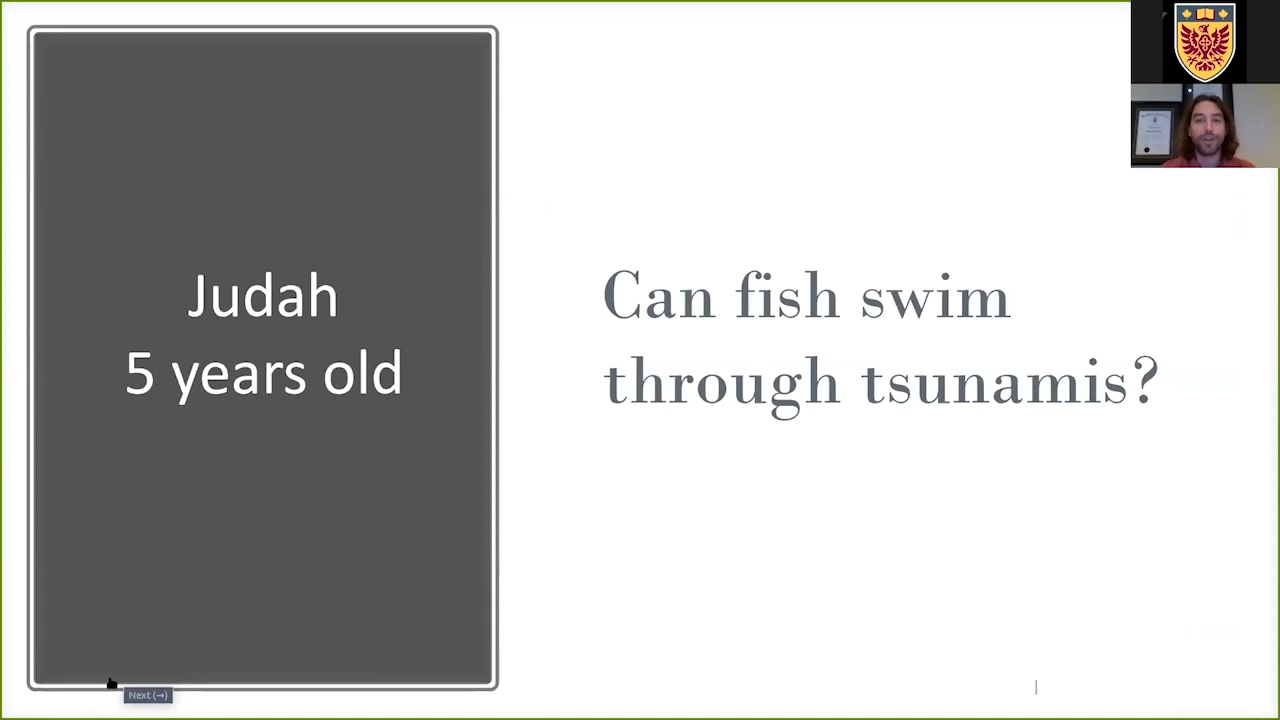 Judah
5 years old
Can fish swim
through tsunamis?
Next (→)